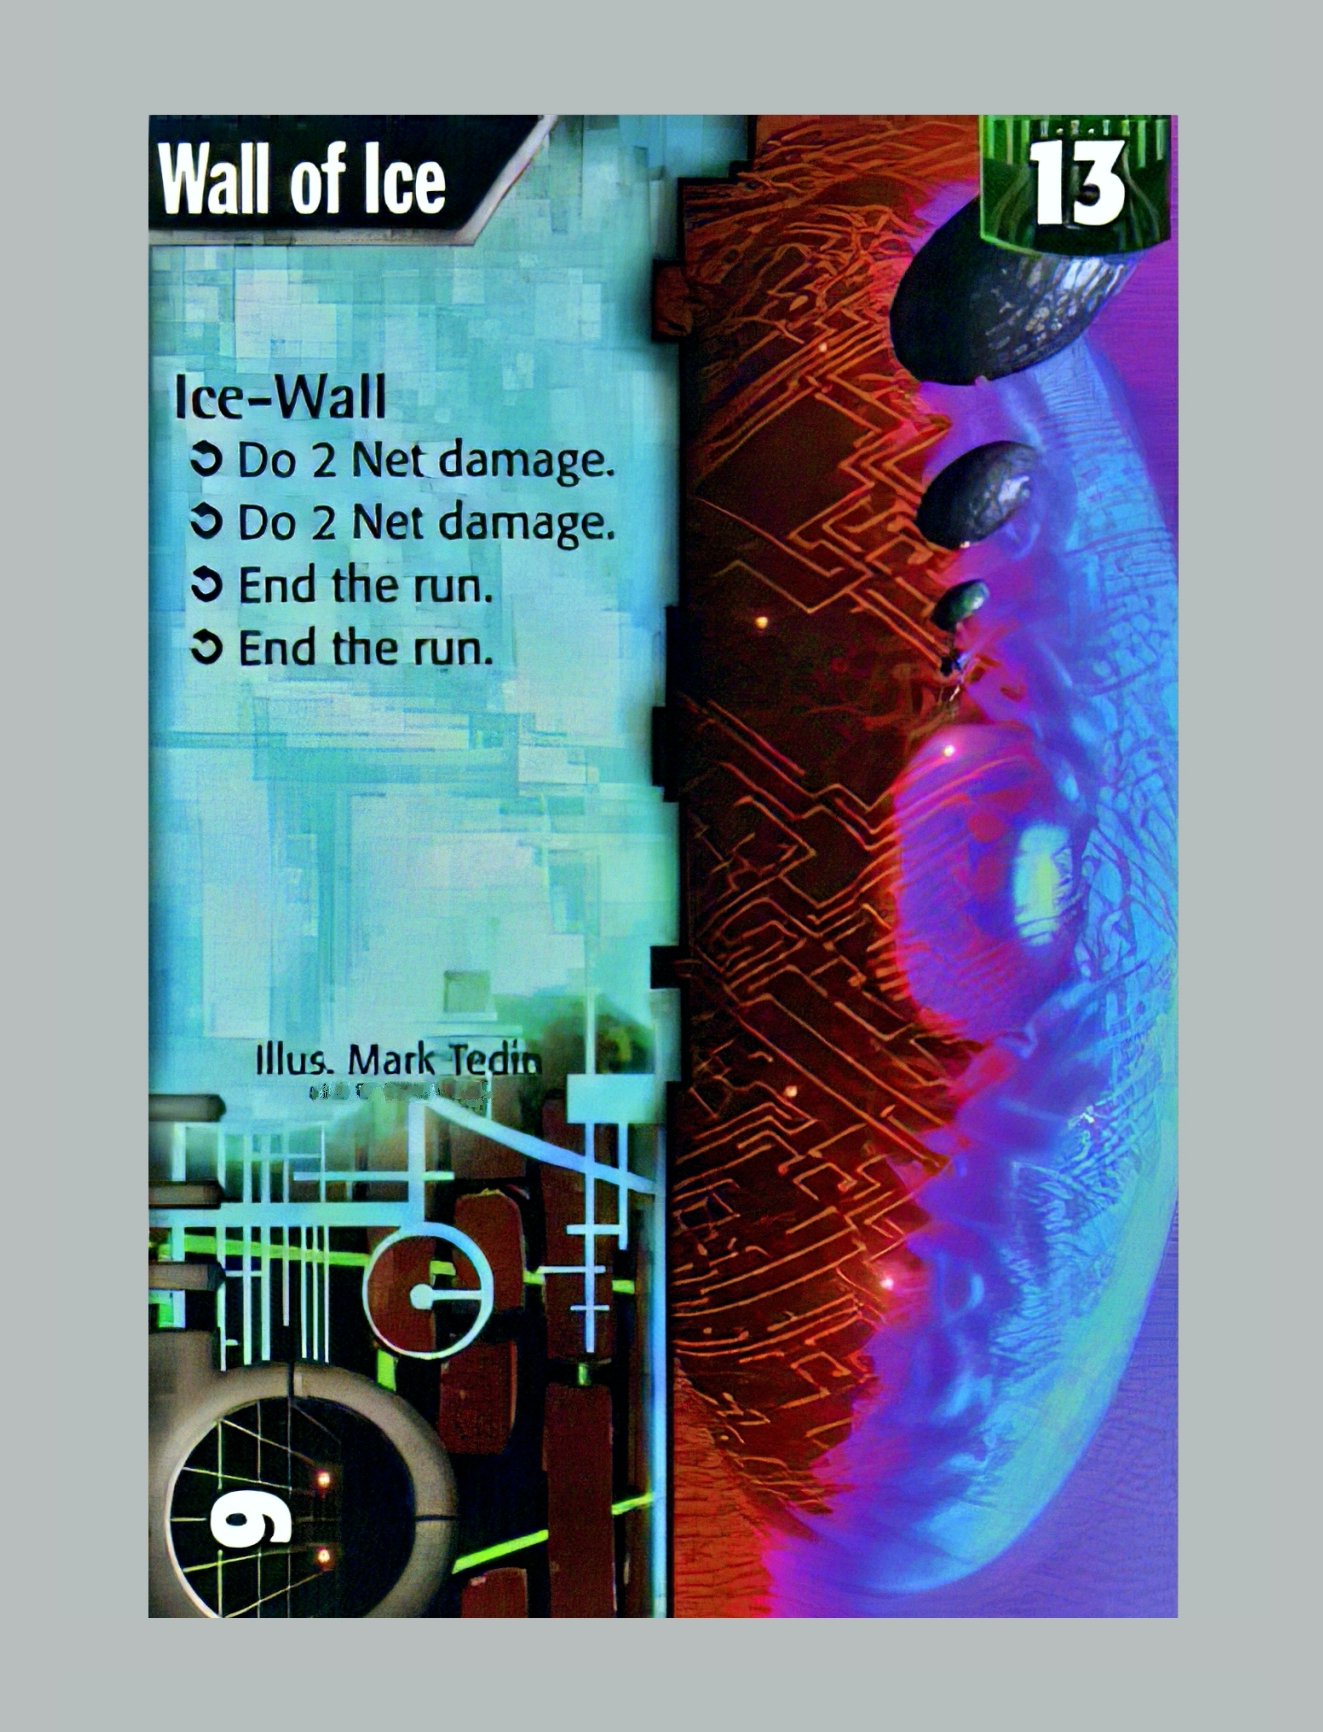 Wall of Ice
13
Ice-Wall
Do 2 Net damage.
Do 2 Net damage.
End the run.
End the run.
Illus. Mark Tedin
6